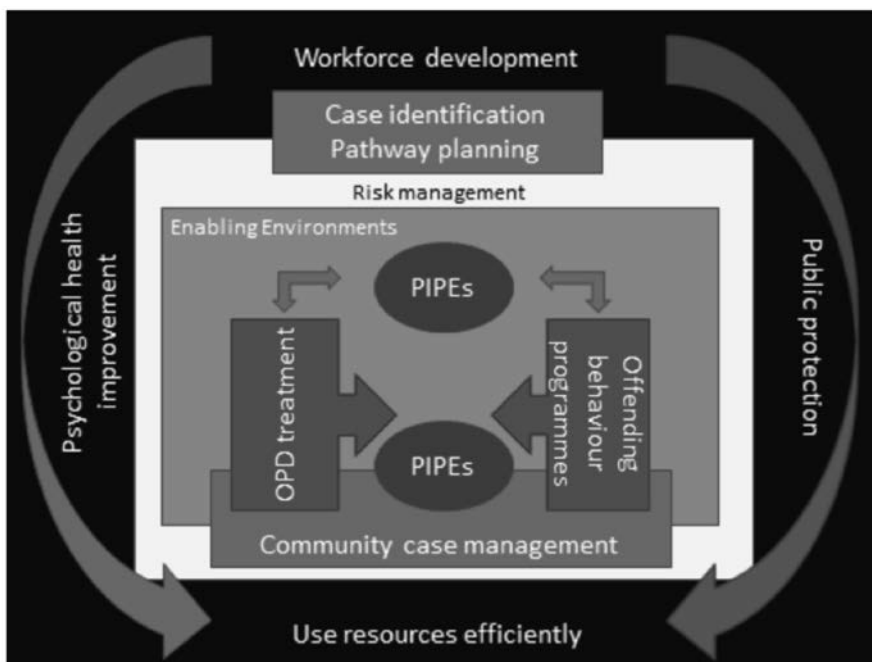 Workforce development
Case identification
Pathway planning
Risk management
Enabling Environments
PIPEs
Psychological health
improvement
Public protection
OPD treatment
Offending
behaviour
programmes
PIPEs
Community case management
Use resources efficiently